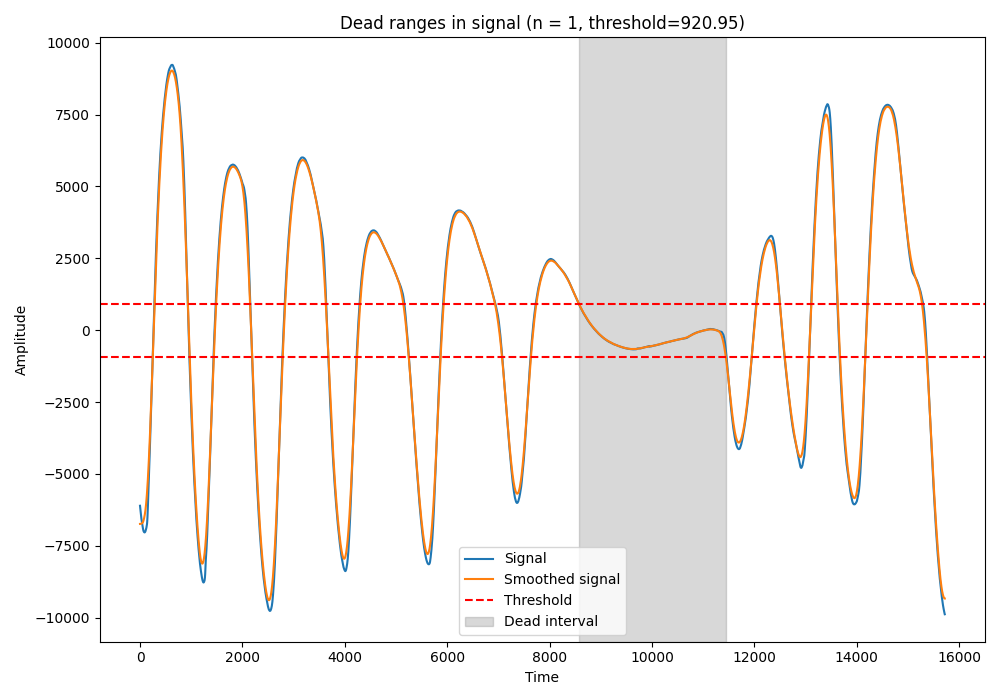 Dead ranges in signal (n = 1, threshold=920.95)
10000
7500
5000
2500
0
−2500
−5000
−7500
−10000
Amplitude
Signal
Smoothed signal
Threshold
Dead interval
0 2000 4000 6000 8000 10000 12000 14000 16000
Time